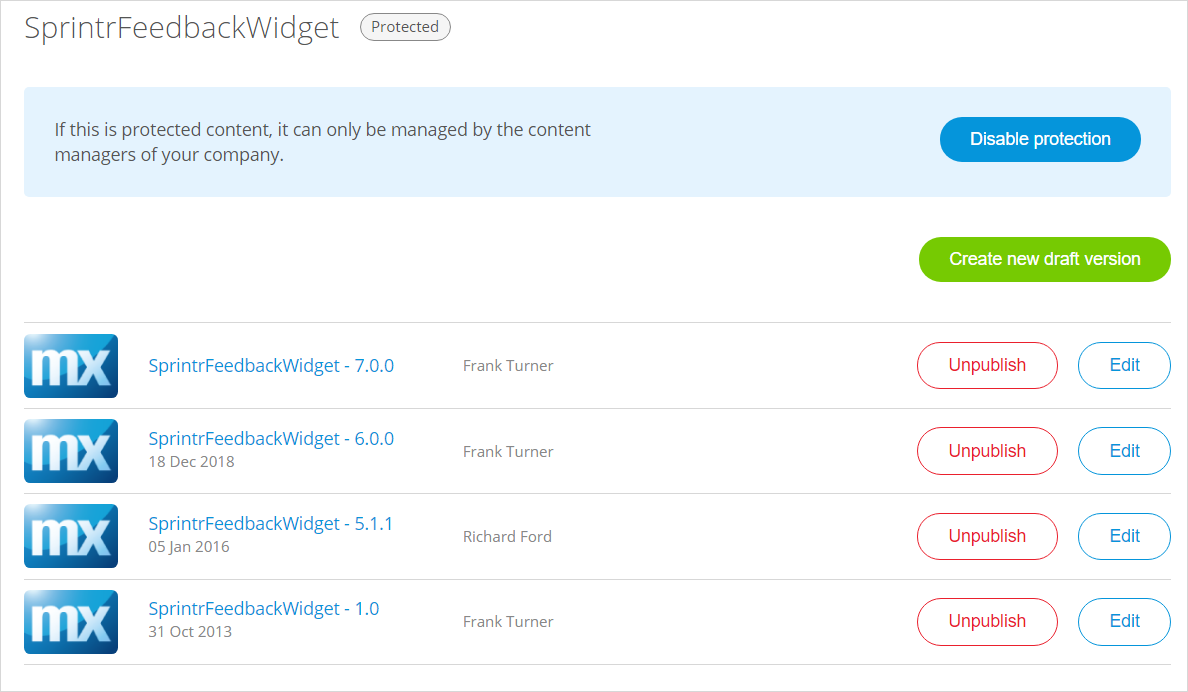 SprintrFeedbackWidget Protected
If this is protected content, it can only be managed by the content
managers of your company.
Disable protection
Create new draft version
mx SprintrFeedbackWidget - 7.0.0 Frank Turner Unpublish Edit
mx SprintrFeedbackWidget - 6.0.0 Frank Turner Unpublish Edit
18 Dec 2018
mx SprintrFeedbackWidget - 5.1.1 Richard Ford Unpublish Edit
05 Jan 2016
mx SprintrFeedbackWidget - 1.0 Frank Turner Unpublish Edit
31 Oct 2013